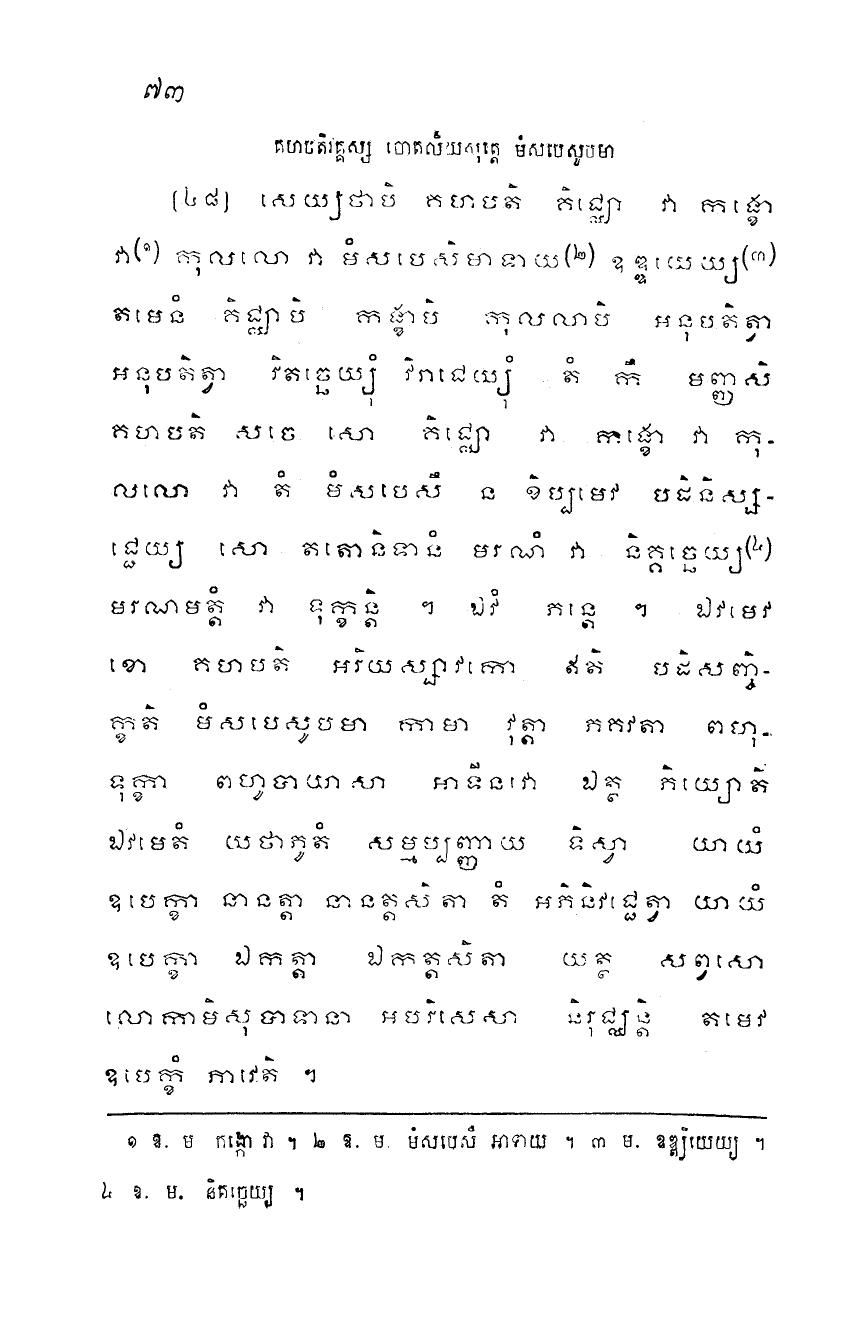 ៧៣
គហបតិវគ្គស្ស បោតលិយសុត្តេ មំសបេសូបមា
[៤៨] សេយ្យថាបិ គហបតិ គិជ្ឈោ វា កង្ខោ
វា(១) កុលលោ វា មំសបេសិមាទាយ(២) ឧឌ្ឌយេយ្យ(៣)
តមេនំ គិជ្ឈាបិ កង្ខាបិ កុលលាបិ អនុបតិត្វា
អនុបតិត្វា វិតច្ឆេយ្យុំ វិរាជេយ្យុំ តំ កឹ មញ្ញសិ
គហបតិ សចេ សោ គិជ្ឈោ វា កង្ខោ វា កុ-
លលោ វា តំ មំសបេសឹ ន ខិប្បមេវ បដិនិស្ស-
ជ្ជេយ្យ សោ តតោនិទានំ មរណំ វា និគ្គច្ឆេយ្យ(៤)
មរណមត្តំ វា ទុក្ខន្តិ ។ ឯវំ ភន្តេ ។ ឯវមេវ
ខោ គហបតិ អរិយស្សាវកោ ឥតិ បដិសញ្ចិ-
ក្ខតិ មំសបេសូបមា កាមា វុត្តា ភគវតា ពហុ-
ទុក្ខា ពហូបាយាសា អាទីនវោ ឯត្ថ ភិយ្យោតិ
ឯវមេតំ យថាភូតំ សម្មប្បញ្ញាយ ទិស្វា យាយំ
ឧបេក្ខា នានត្តា នានត្តសិតា តំ អភិនិវជ្ជេត្វា យាយំ
ឧបេក្ខា ឯកត្តា ឯកត្តសិតា យត្ថ សព្វសោ
លោកាមិសុបាទានា អបរិសេសា និរុជ្ឈន្តិ តមេវ
ឧបេក្ខំ ភាវេតិ ។
១ ឱ. ម កង្កោ វា ។ ២ ឱ. ម. មំសបេសឹ អាទាយ ។ ៣ ម. ឧឌ្ឌីយេយ្យ ។
៤ ឱ. ម. និគច្ឆេយ្យ ។